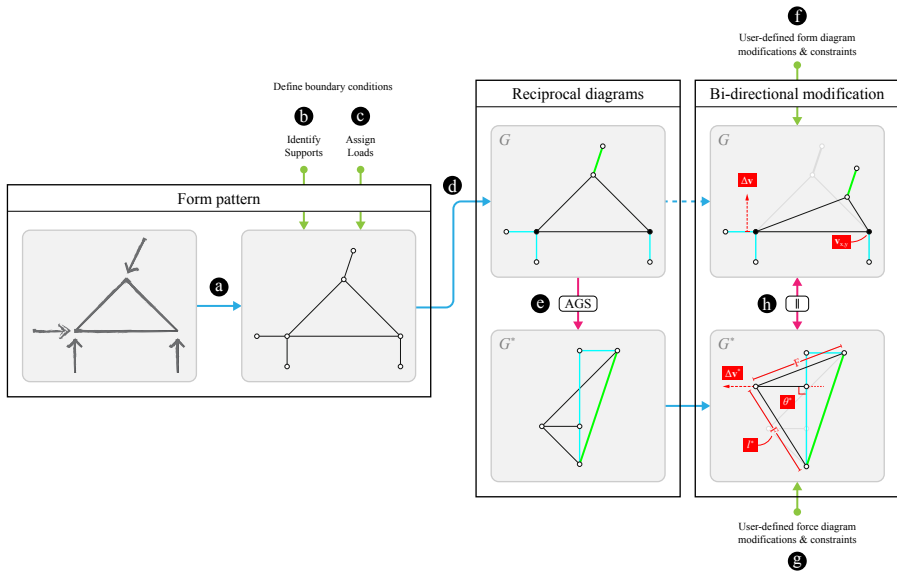 f
User-defined form diagram
modifications & constraints
Define boundary conditions
b
c
Identify
Supports
Assign
Loads
Form pattern
a
d
Reciprocal diagrams
G
e
AGS
G*
Bi-directional modification
G
Δv
v x,y
h
||
G*
Δv*
F
θ*
l*
User-defined force diagram
modifications & constraints
g